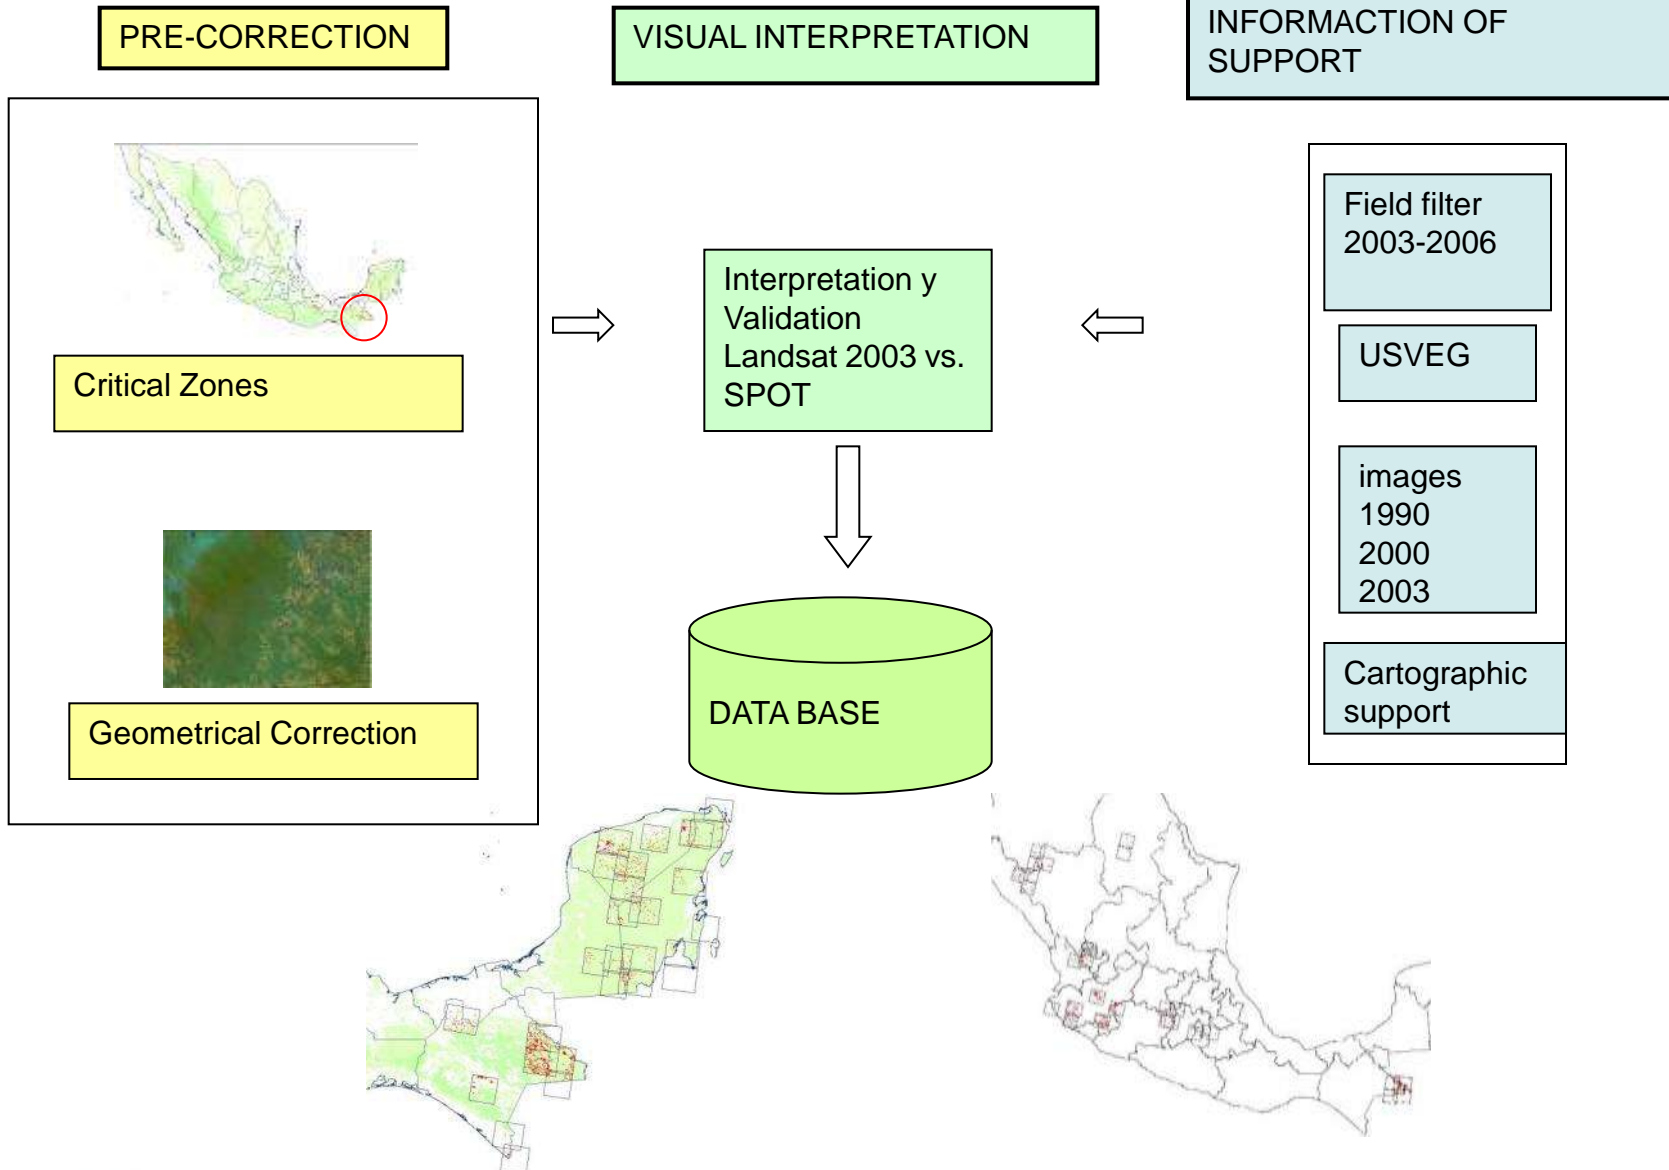 PRE-CORRECTION
VISUAL INTERPRETATION
INFORMACTION OF
SUPPORT
Critical Zones
Geometrical Correction
Interpretation y
Validation
Landsat 2003 vs.
SPOT
DATA BASE
Field filter
2003-2006
USVEG
images
1990
2000
2003
Cartographic
support